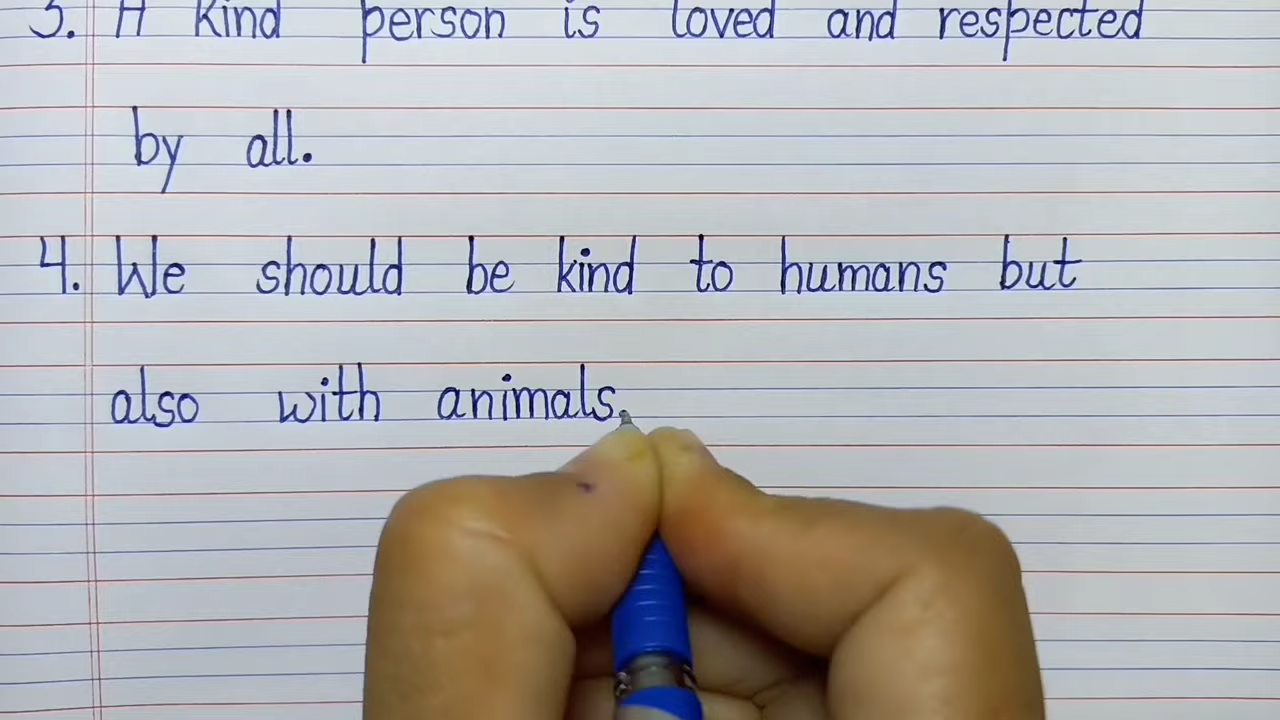 3. A kind person is loved and respected
by all.
4. We should be kind to humans but
also with animals.